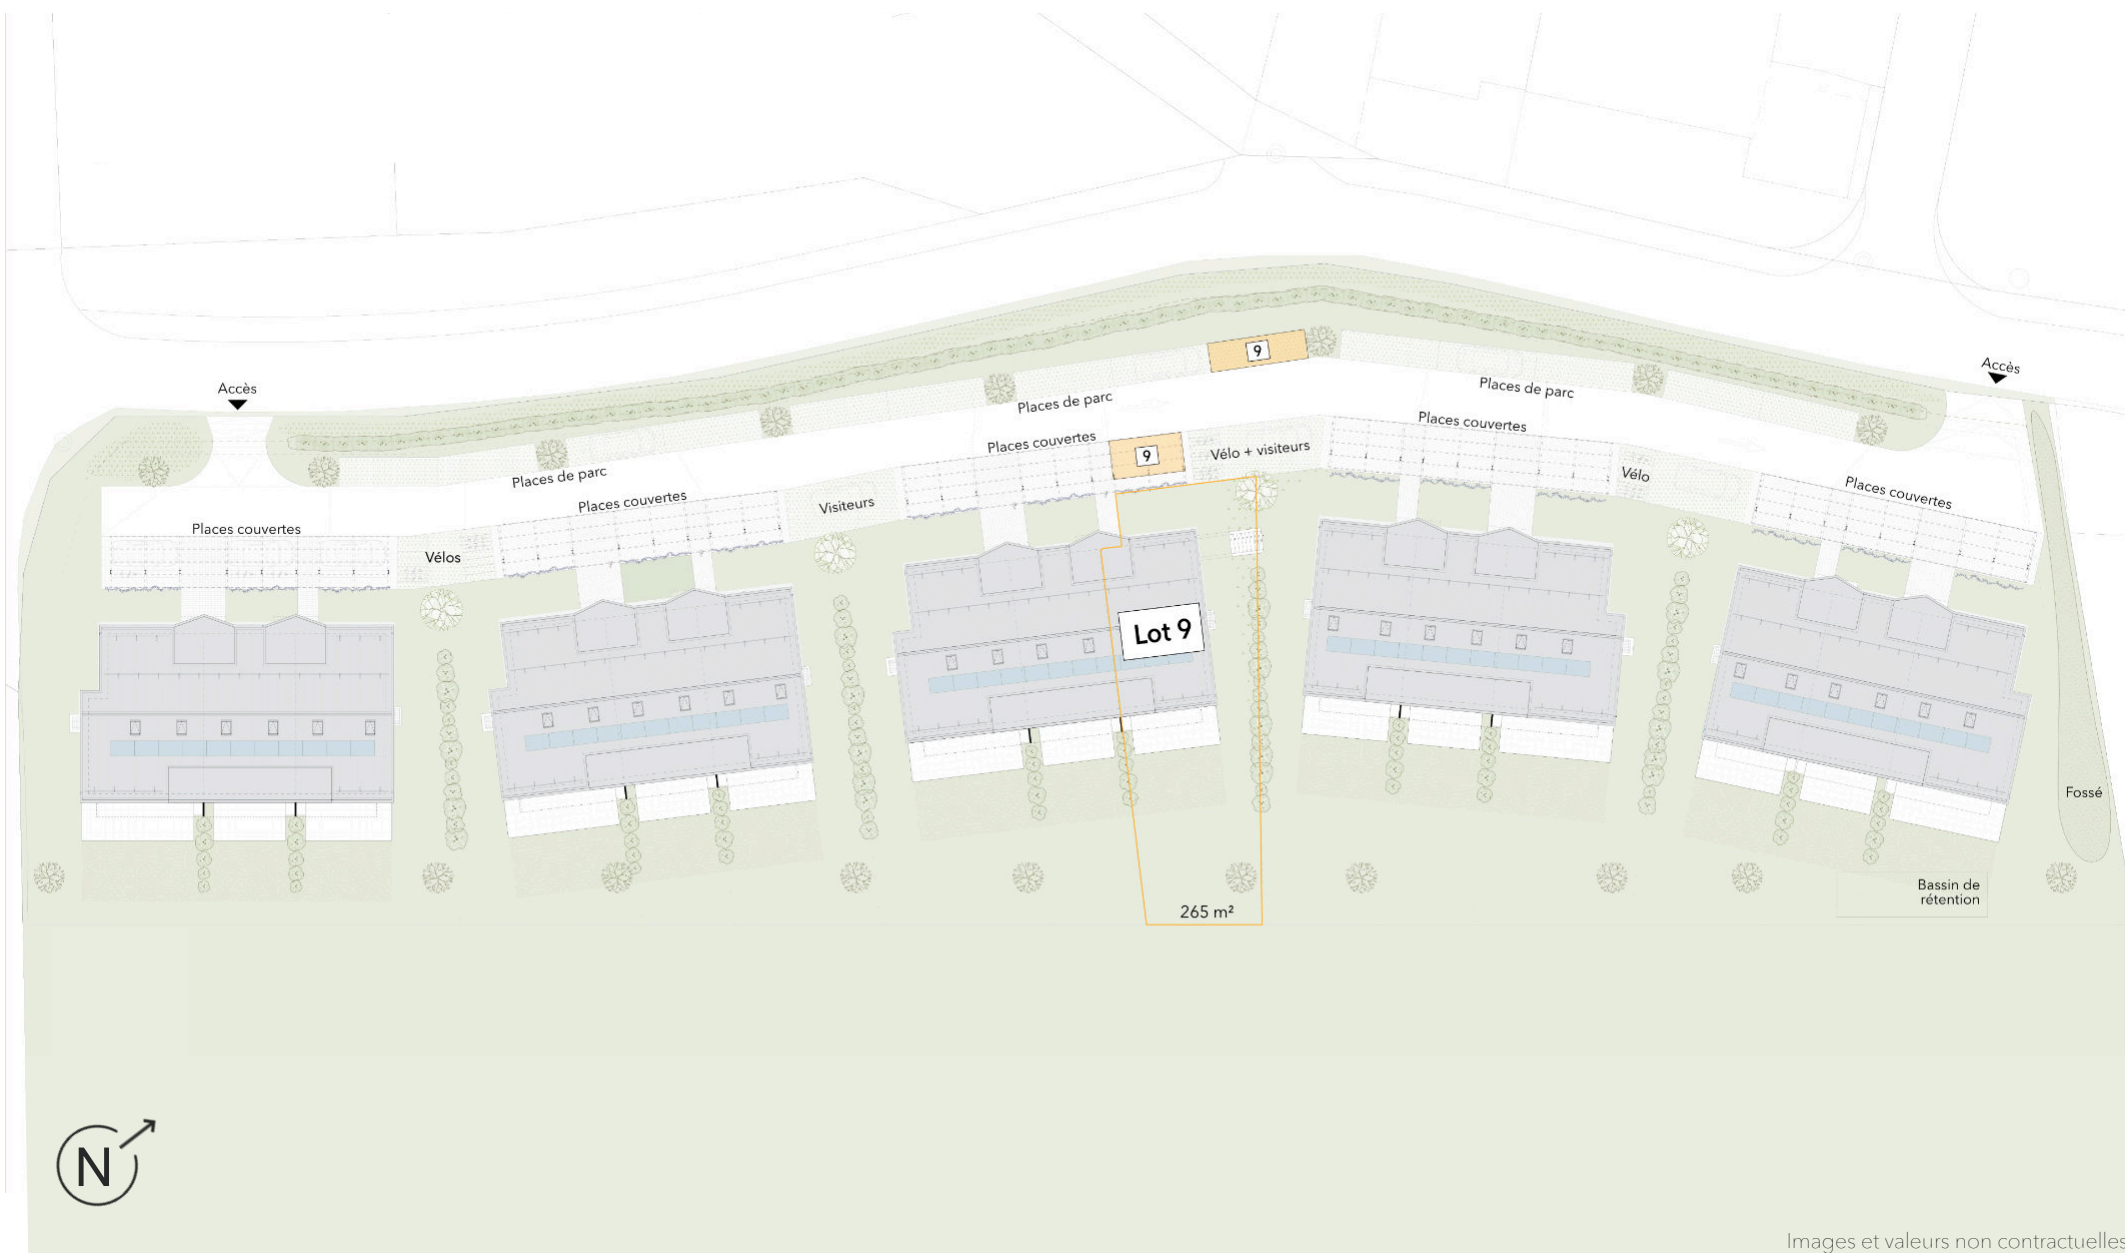 9
Accès
Accès
Places de parc
Places de parc
Places couvertes
Places couvertes
9
Vélo + visiteurs
Places de parc
Vélo
Places couvertes
Places couvertes
Visiteurs
Places couvertes
Vélos
Lot 9
Fossé
Bassin de
rétention
265 m²
N
Images et valeurs non contractuelles